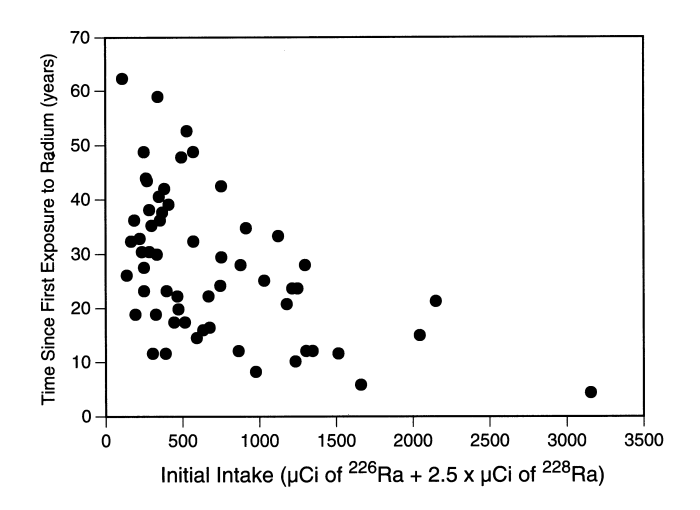 Time Since First Exposure to Radium (years)
70
60
50
40
30
20
10
0
0 500 1000 1500 2000 2500 3000 3500
Initial Intake (µCi of ²²⁶Ra + 2.5 x µCi of ²²⁸Ra)